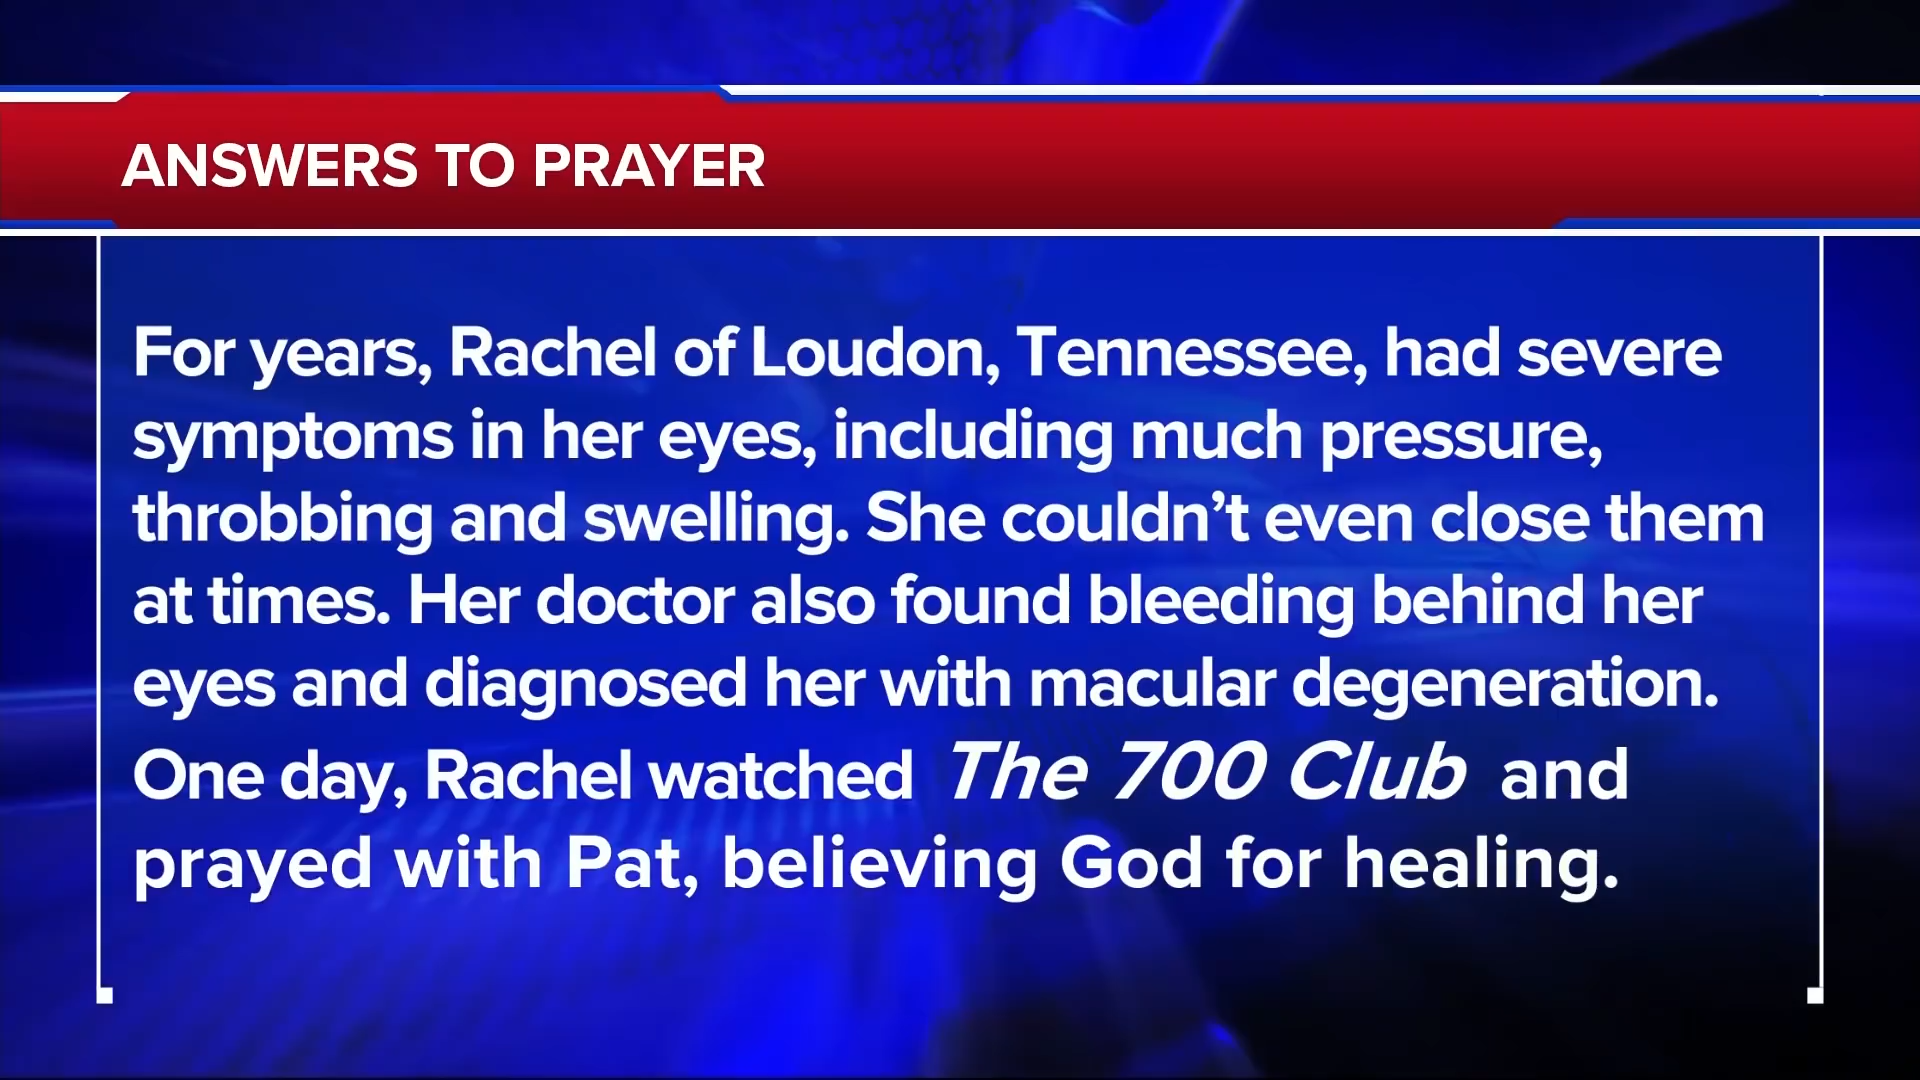 ANSWERS TO PRAYER
For years, Rachel of Loudon, Tennessee, had severe
symptoms in her eyes, including much pressure,
throbbing and swelling. She couldn’t even close them
at times. Her doctor also found bleeding behind her
eyes and diagnosed her with macular degeneration.
One day, Rachel watched The 700 Club and
prayed with Pat, believing God for healing.